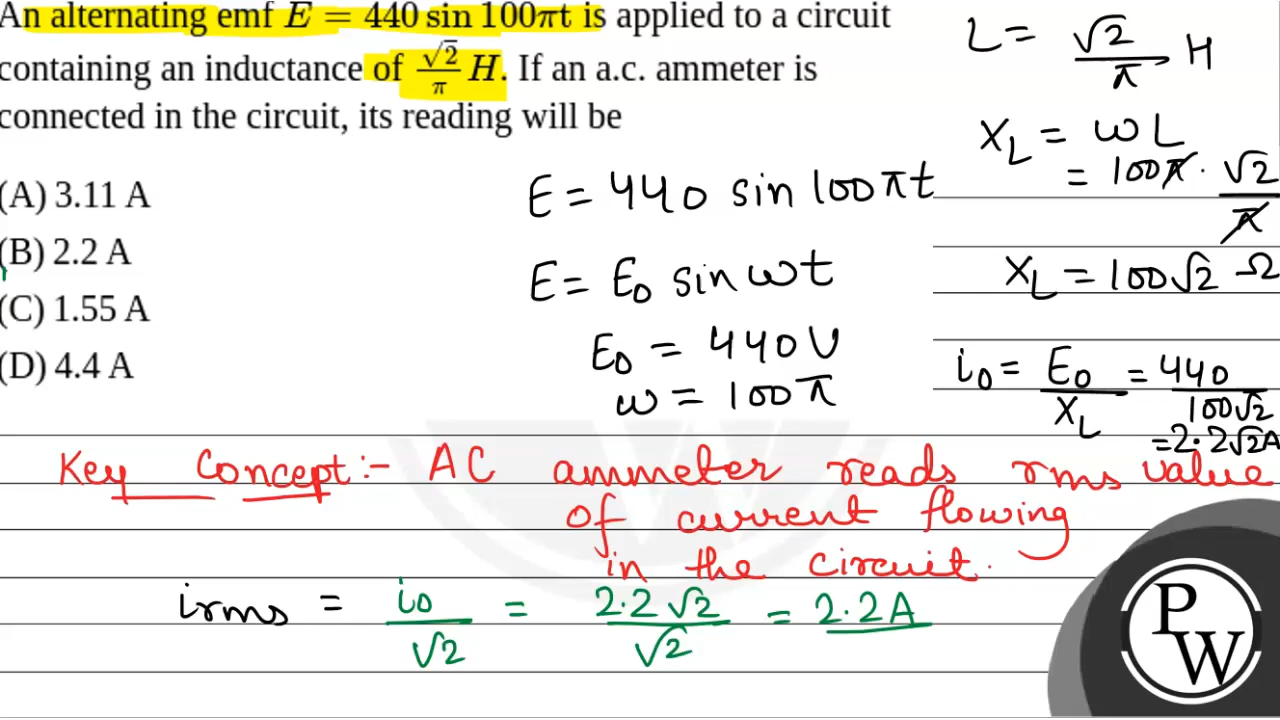 An alternating emf E = 440 sin 100πt is applied to a circuit
containing an inductance of √2/π H. If an a.c. ammeter is
connected in the circuit, its reading will be
(A) 3.11 A
(B) 2.2 A
(C) 1.55 A
(D) 4.4 A
E = 440 sin 100πt
E = E₀ sin ωt
E₀ = 440V
ω = 100π
L = √2/π H
X_L = ωL
= 100π · √2/π
X_L = 100√2 Ω
i₀ = E₀/X_L = 440/100√2
= 2.2√2A
Key Concept:- AC ammeter reads rms value
of current flowing
in the circuit.
irms = i₀/√2 = 2.2√2/√2 = 2.2A
P
W